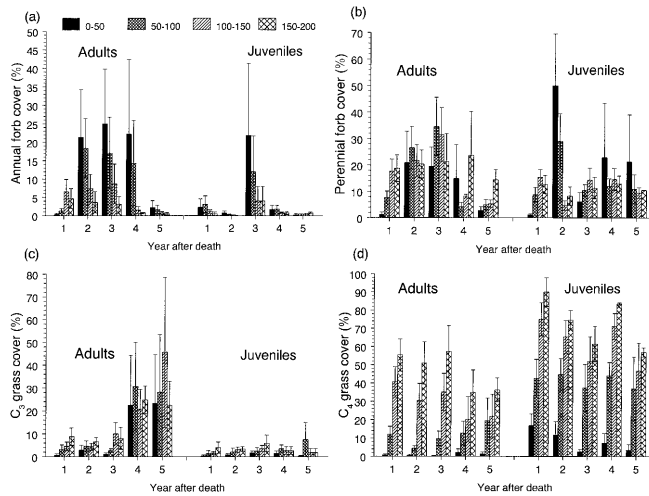 (a)
0-50 50-100 100-150 150-200
Adults Juveniles
Annual forb cover (%)
50
45
40
35
30
25
20
15
10
5
0
1 2 3 4 5 1 2 3 4 5
Year after death
(b)
Adults Juveniles
Perennial forb cover (%)
70
60
50
40
30
20
10
0
1 2 3 4 5 1 2 3 4 5
Year after death
(c)
Adults Juveniles
C3 grass cover (%)
80
70
60
50
40
30
20
10
0
1 2 3 4 5 1 2 3 4 5
Year after death
(d)
Adults Juveniles
C4 grass cover (%)
100
90
80
70
60
50
40
30
20
10
0
1 2 3 4 5 1 2 3 4 5
Year after death